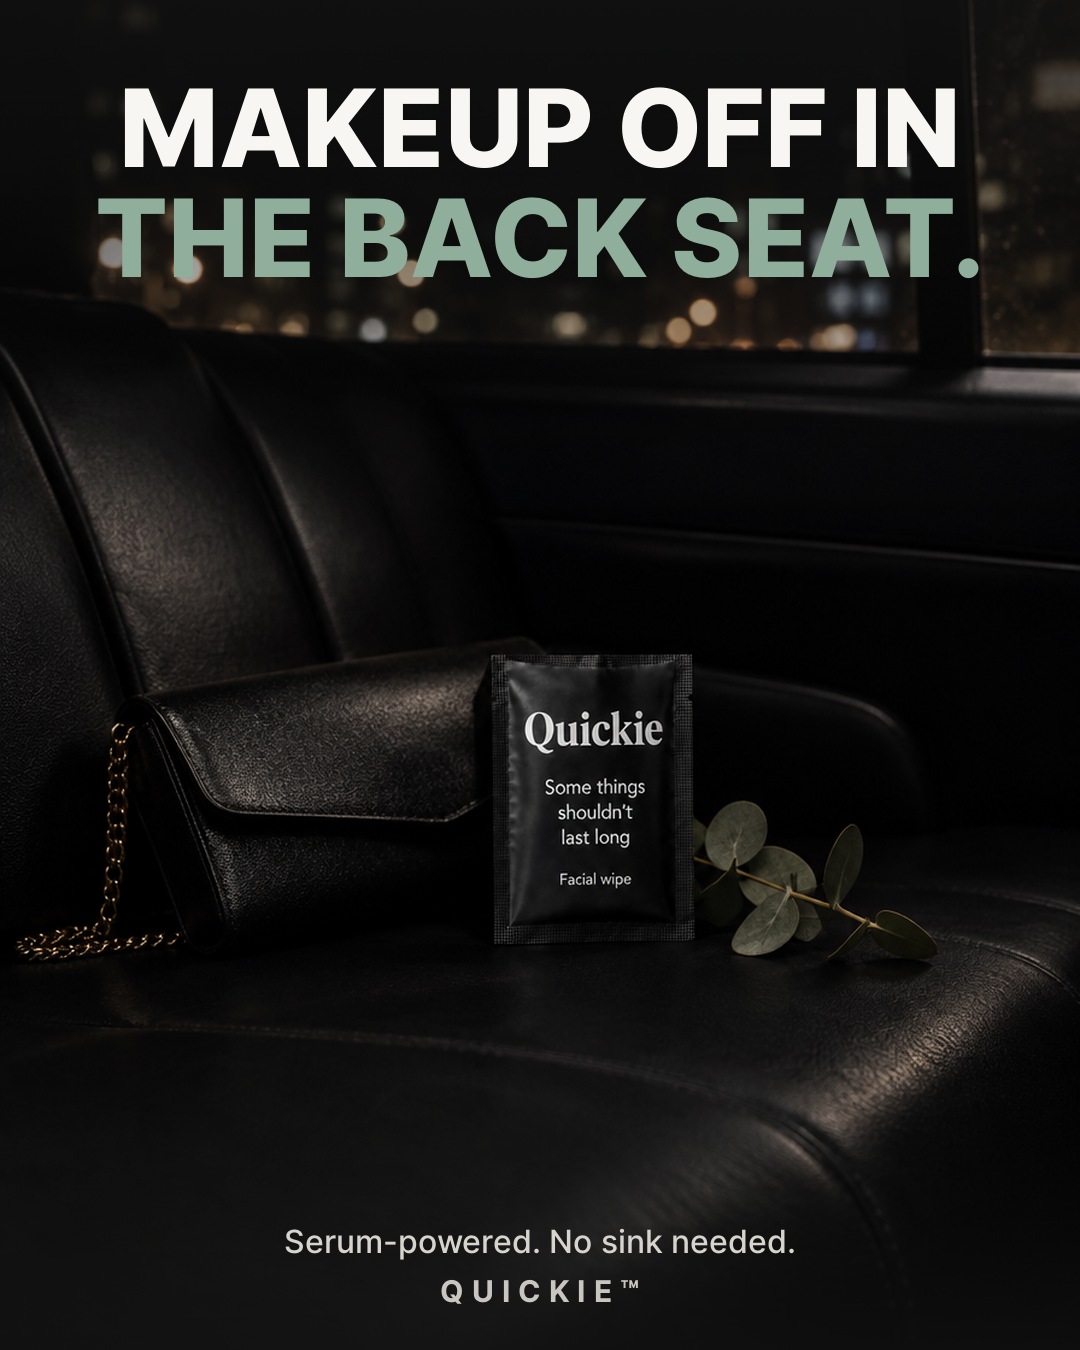 MAKEUP OFF IN
THE BACK SEAT.
Quickie
Some things
shouldn't
last long
Facial wipe
Serum-powered. No sink needed.
QUICKIE™